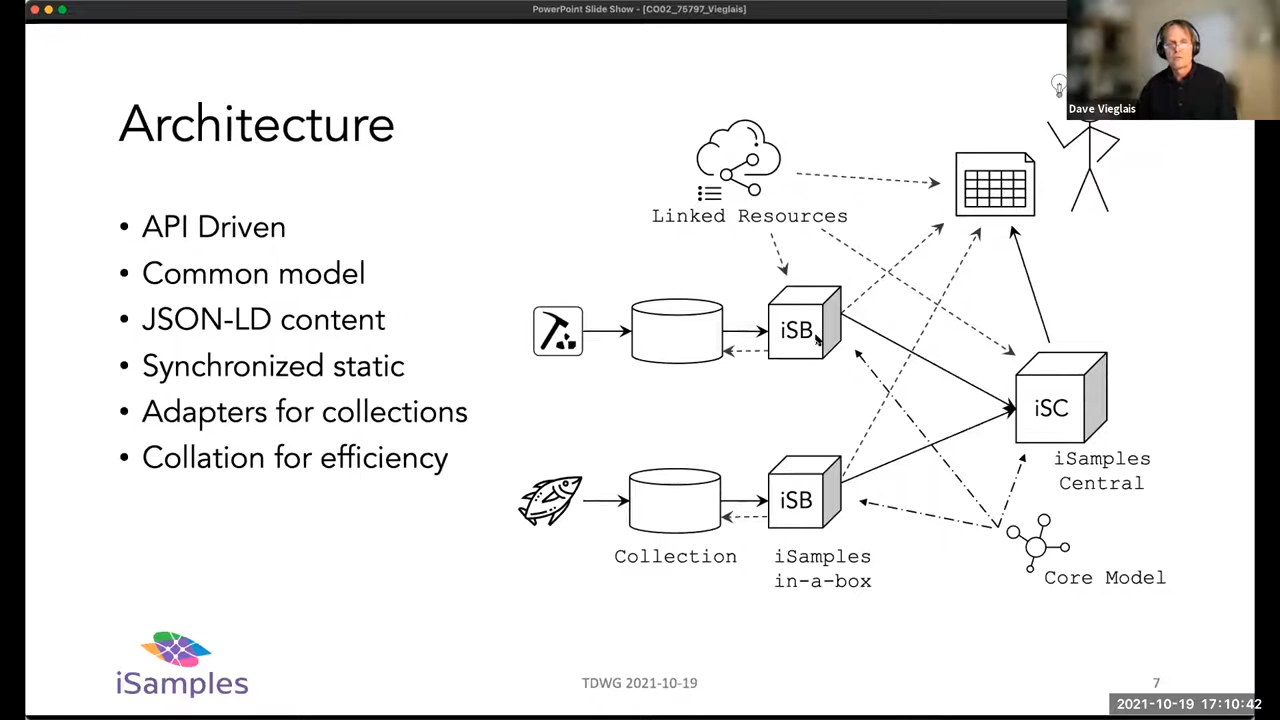 PowerPoint Slide Show - [CO02_75797_Vieglais]
Dave Vieglais
Architecture
• API Driven
• Common model
• JSON-LD content
• Synchronized static
• Adapters for collections
• Collation for efficiency
Linked Resources
iSB
iSC
iSamples
Central
iSB
Collection
iSamples
in-a-box
Core Model
iSamples
TDWG 2021-10-19
7
2021-10-19 17:10:42